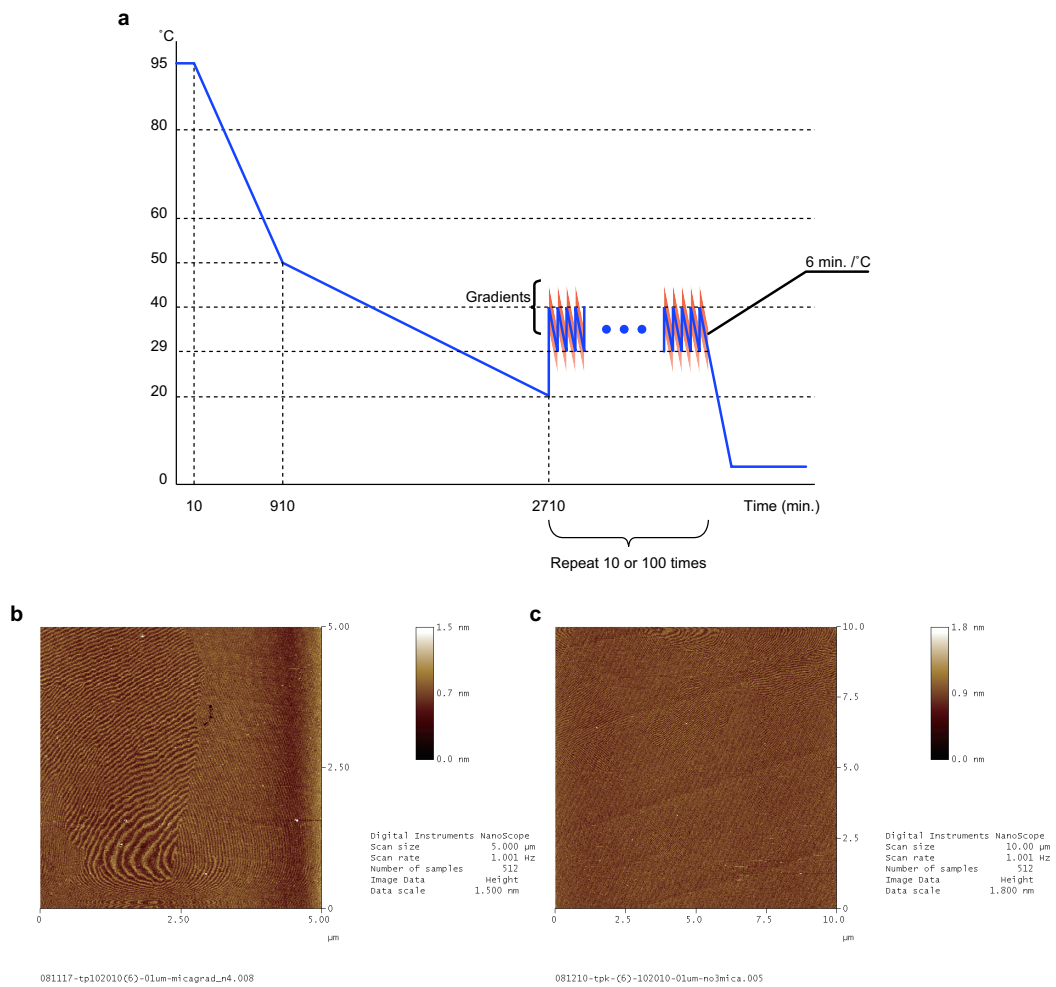 a
˚C
95
80
60
50
6 min. /˚C
Gradients
40
29
20
0
10 910 2710 Time (min.)
Repeat 10 or 100 times
b
5.00
2.50
0
0 2.50 5.00
µm
1.5 nm
0.7 nm
0.0 nm
Digital Instruments NanoScope
Scan size 5.000 µm
Scan rate 1.001 Hz
Number of samples 512
Image Data Height
Data scale 1.500 nm
081117-tp102010(6)-01um-micagrad_n4.008
c
10.0
7.5
5.0
2.5
0
0 2.5 5.0 7.5 10.0
µm
1.8 nm
0.9 nm
0.0 nm
Digital Instruments NanoScope
Scan size 10.00 µm
Scan rate 1.001 Hz
Number of samples 512
Image Data Height
Data scale 1.800 nm
081210-tpk-(6)-102010-01um-no3mica.005